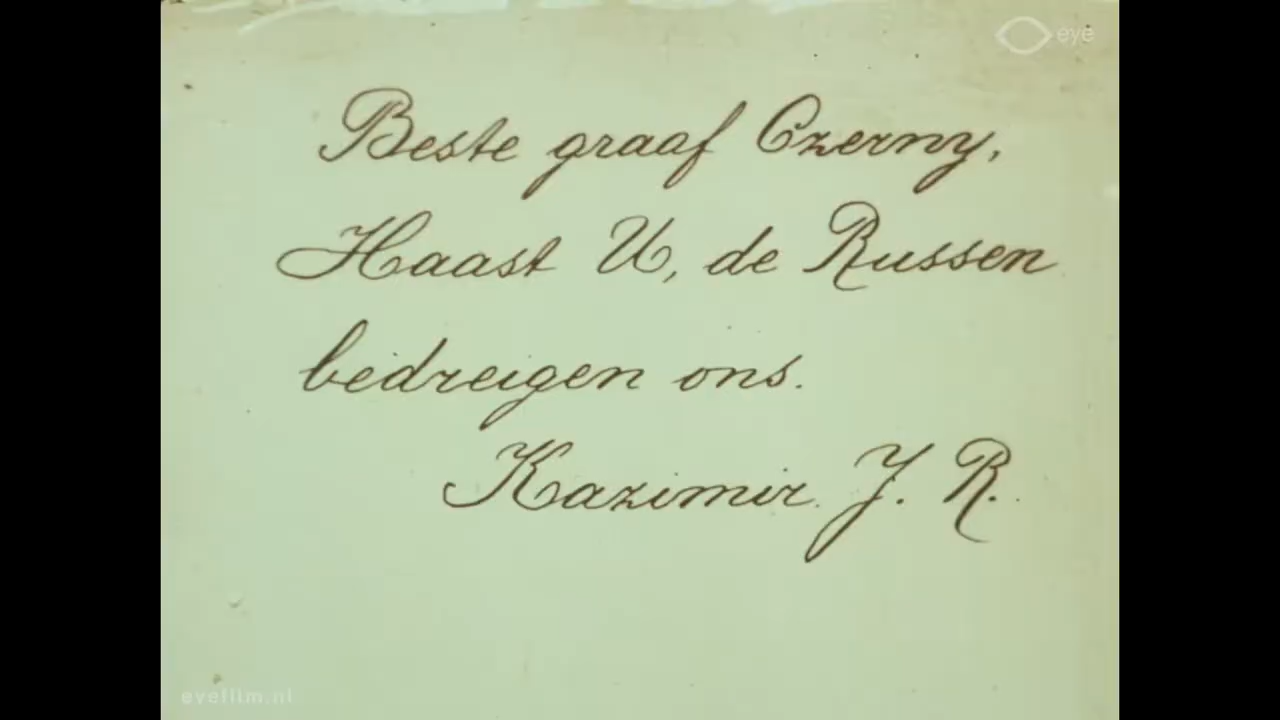 eye
Beste graaf Czerny,
Haast U, de Russen
bedreigen ons.
Kazimir. J. R.
eyefilm.nl